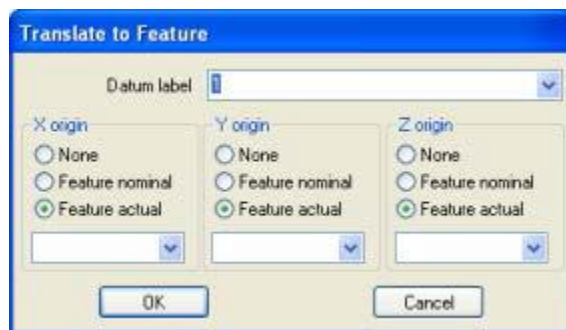 Translate to Feature
Datum label 1
X origin Y origin Z origin
None None None
Feature nominal Feature nominal Feature nominal
Feature actual Feature actual Feature actual
OK Cancel